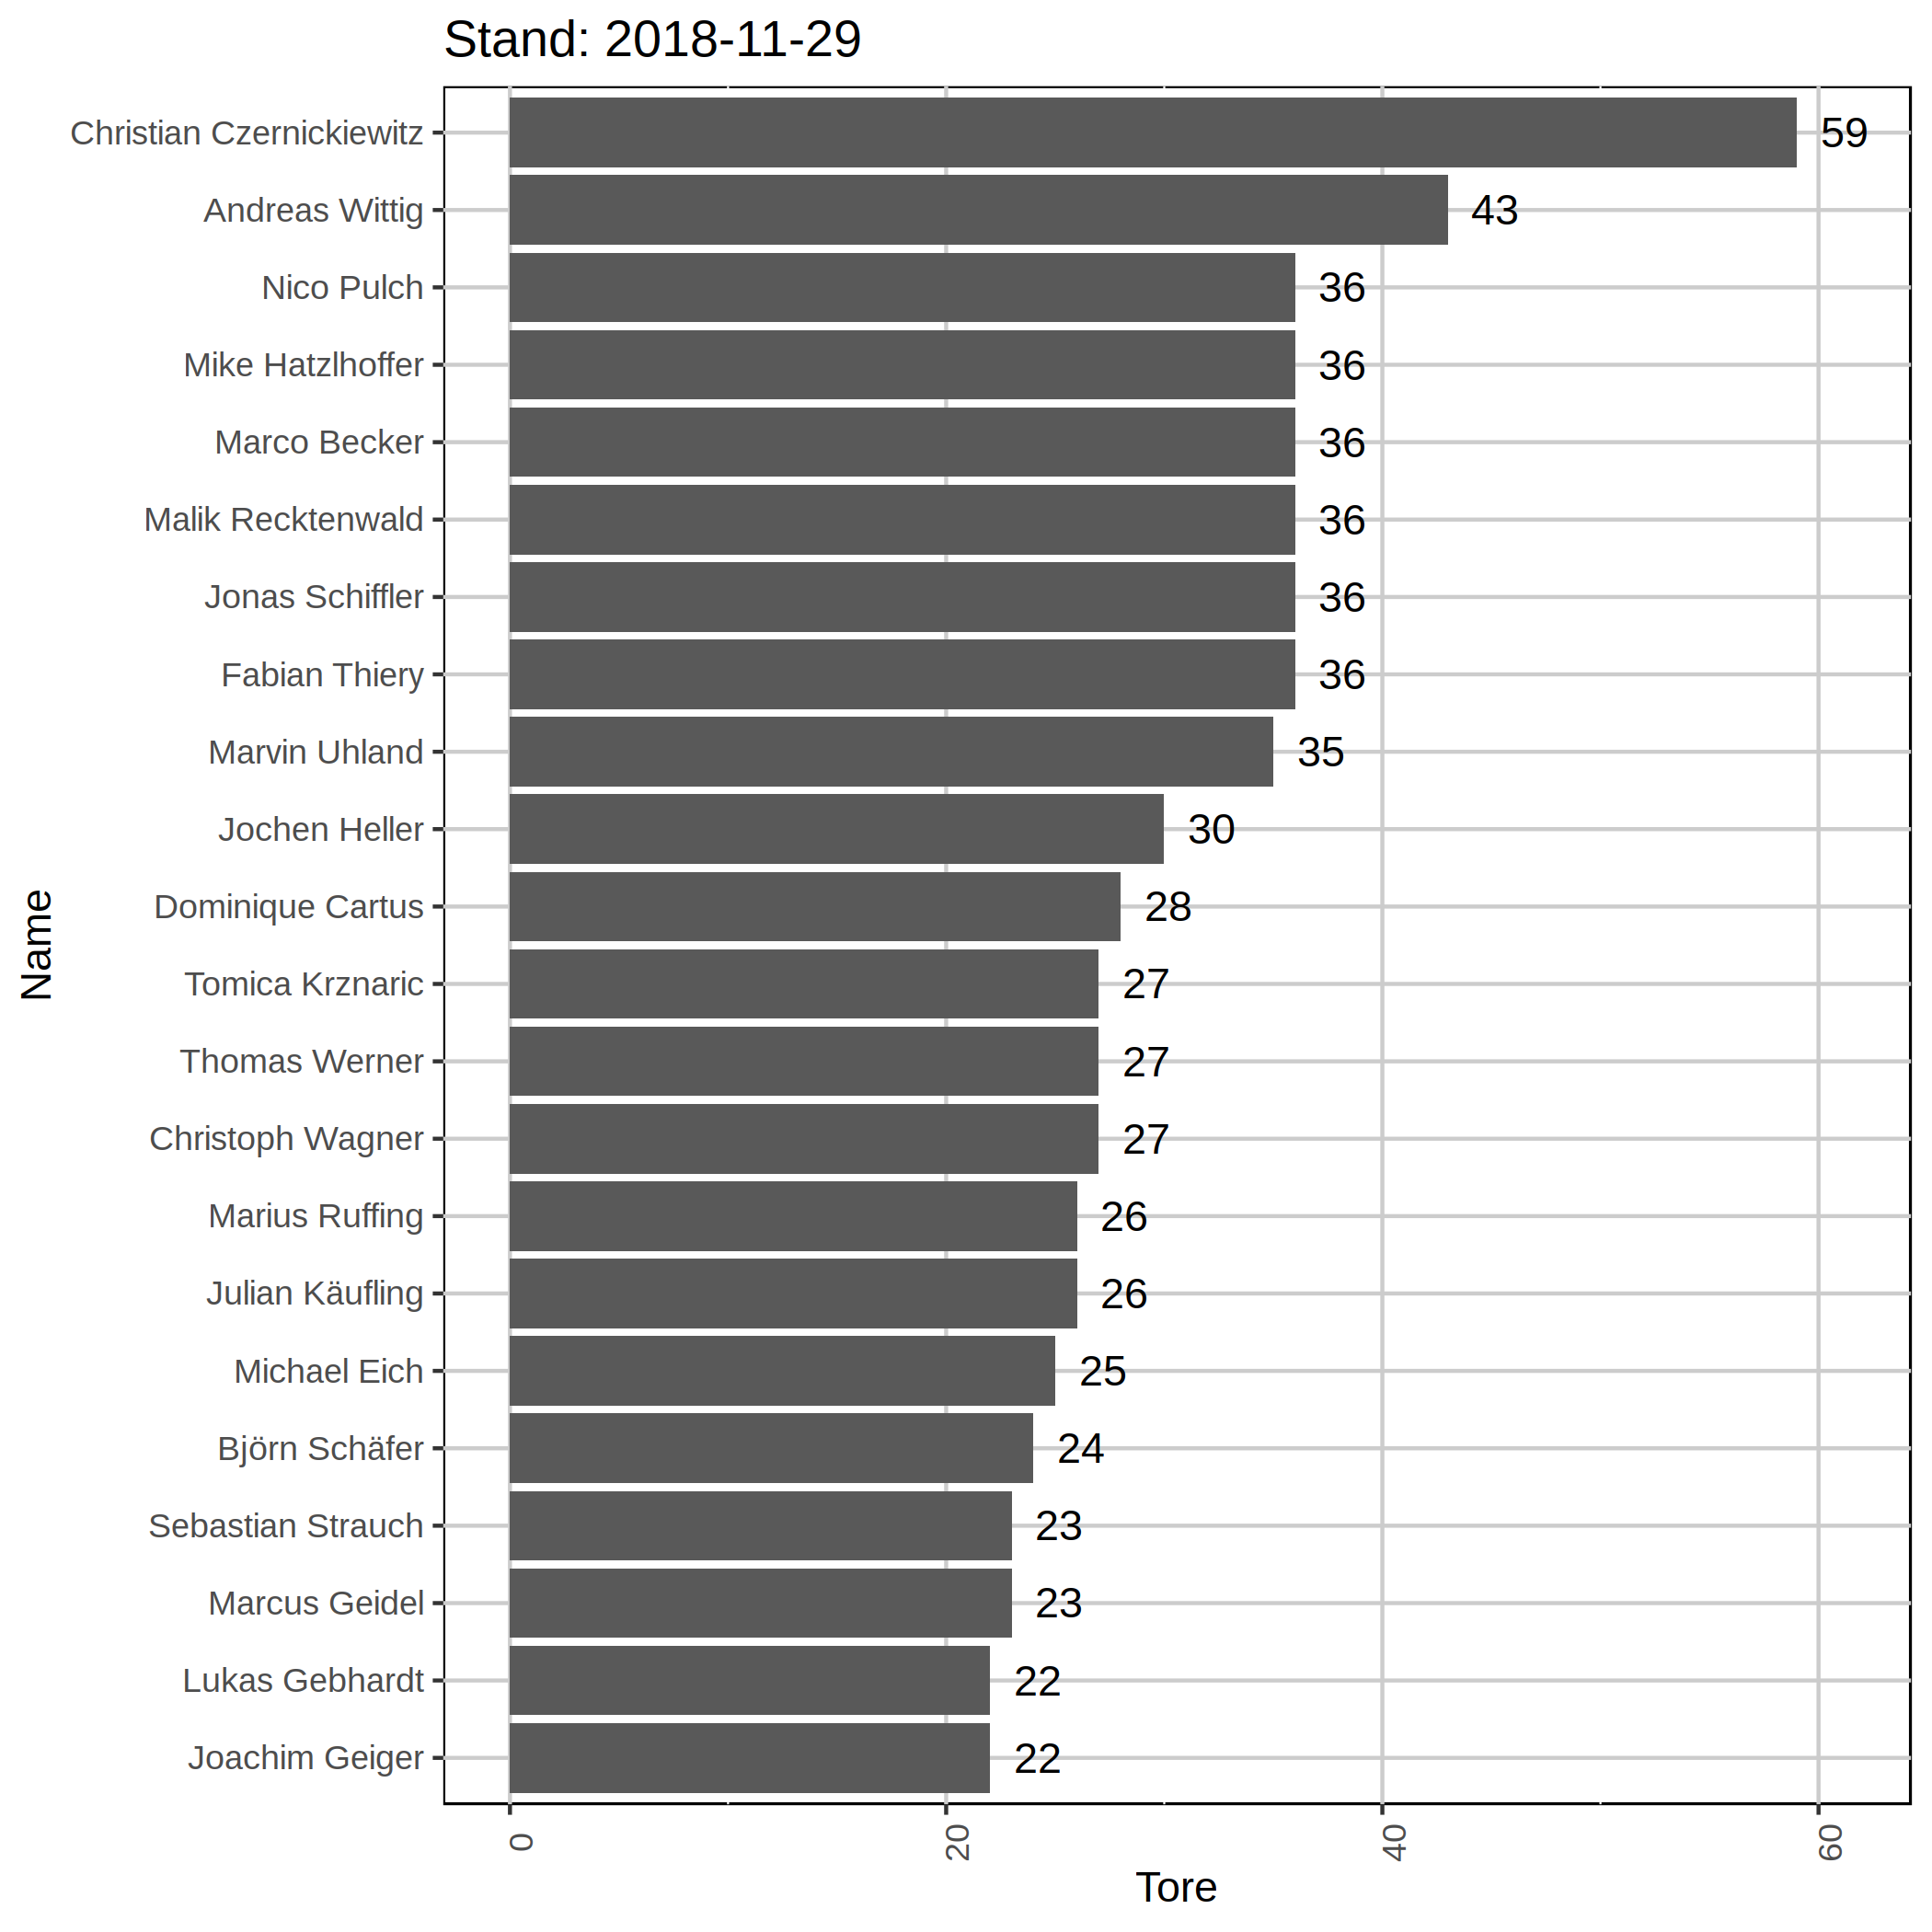 Stand: 2018-11-29
Christian Czernickiewitz 59
Andreas Wittig 43
Nico Pulch 36
Mike Hatzlhoffer 36
Marco Becker 36
Malik Recktenwald 36
Jonas Schiffler 36
Fabian Thiery 36
Marvin Uhland 35
Jochen Heller 30
Dominique Cartus 28
Tomica Krznaric 27
Thomas Werner 27
Christoph Wagner 27
Marius Ruffing 26
Julian Käufling 26
Michael Eich 25
Björn Schäfer 24
Sebastian Strauch 23
Marcus Geidel 23
Lukas Gebhardt 22
Joachim Geiger 22
Name
0 20 40 60
Tore